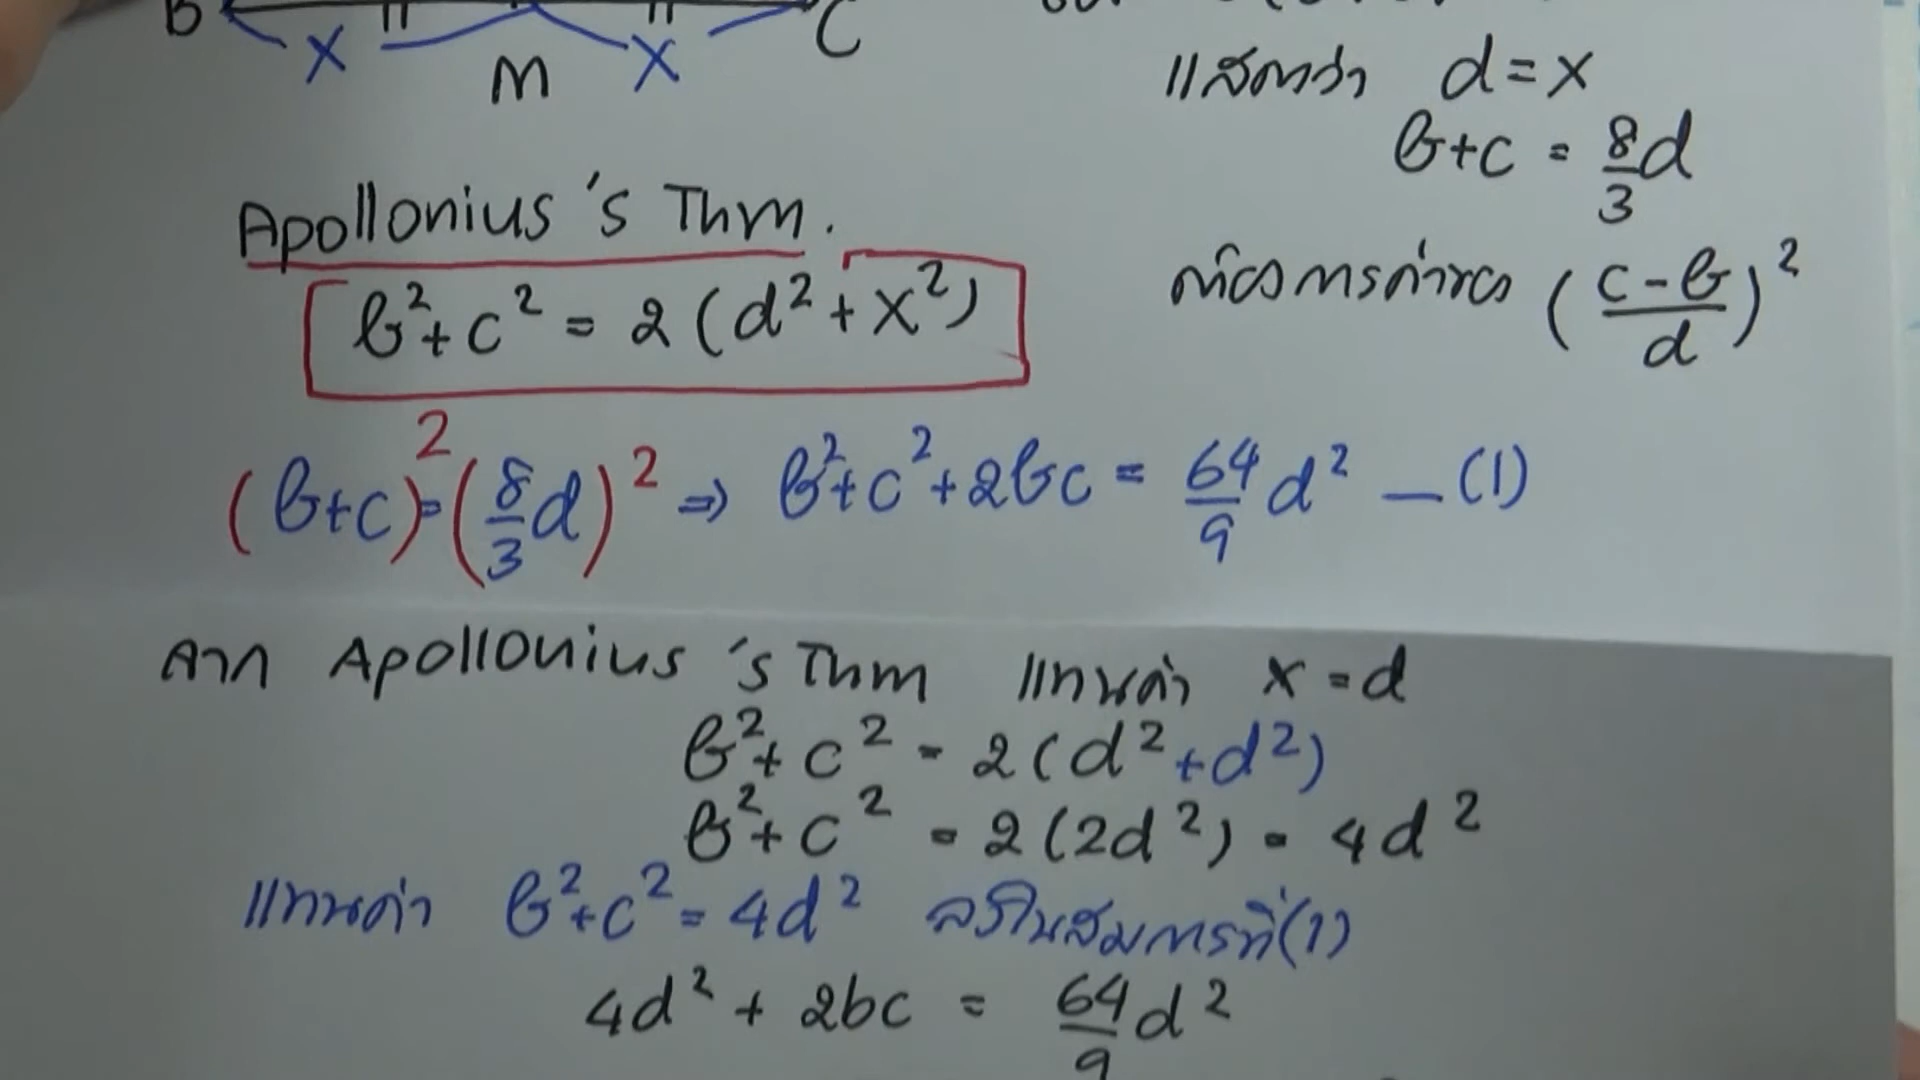 B C
x M x
แสดงว่า d = x
b+c = 8/3 d
Apollonius's Thm.
b²+c² = 2(d²+x²)
ต้องการค่าของ ((c-b)/d)²
(b+c)² = (8/3 d)² ⇒ b²+c²+2bc = 64/9 d² — (1)
จาก Apollonius's Thm แทนค่า x = d
b²+c² = 2(d²+d²)
b²+c² = 2(2d²) = 4d²
แทนค่า b²+c² = 4d² ลงในสมการที่(1)
4d² + 2bc = 64/9 d²